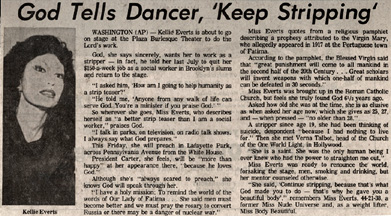 God Tells Dancer, 'Keep Stripping'
WASHINGTON (AP) — Kellie Everts is about to go
on stage at the Plaza Burlesque Theater to do the
Lord's work.
God, she says sincerely, wants her to work as a
stripper — in fact, he told her last July to quit her
$150-a-week job as a social worker in Brooklyn's slums
and return to the stage.
"I asked him, 'How am I going to help humanity as
a strip teaser?'
"He told me, 'Anyone from any walk of life can
serve God. You're a minister if you praise God.'"
So wherever she goes, Miss Everts, who describes
herself as "a better strip teaser than I am a social
worker," praises God.
"I talk in parks, on television, on radio talk shows.
I always say what God prepares."
This Friday, she will preach in Lafayette Park,
across Pennsylvania Avenue from the White House.
President Carter, she feels, will be "more than
happy" at her appearance there, "because he loves
God."
Although she's "always scared to preach," she
knows God will speak through her.
"I have a holy mission. To remind the world of the
words of Our Lady of Fatima . . . She said men must
become better and we must pray the rosary to convert
Russia or there may be a danger of nuclear war."
Miss Everts quotes from a religious pamphlet
describing a prophecy attributed to the Virgin Mary,
who allegedly appeared in 1917 at the Portuguese town
of Fatima.
According to the pamphlet, the Blessed Virgin said
that "great punishment will come to all mankind in
the second half of the 20th Century . . . Great scholars
will invent weapons with which one-half of mankind
can be defeated in 30 seconds.
Miss Everts was brought up in the Roman Catholic
faith, but feels she truly found God 4½ years ago.
Asked how old she was at the time, she is as elusive
as when asked her age now, which she gives as 25, 27,
and — when pressed — "no older than 28."
A stripper since age 19, she had been thinking of
suicide, despondent "because I had nothing to go
for." Then she met Verna Talbot, head of the Church
of the One World Light, in Hollywood.
"She is a saint. She was the only human being I
ever knew who had the power to straighten me out."
Miss Everts was ready to renounce the world,
forsaking the stage, men, smoking and drinking, but
her mentor counseled otherwise.
She said, 'Continue stripping, because that's what
God made you to do — that's why he gave you a
beautiful body'", remembers Miss Everts, 44-21-38, a
former Miss Nude Universe and, as a weight lifter,
Miss Body Beautiful.
Kellie Everts